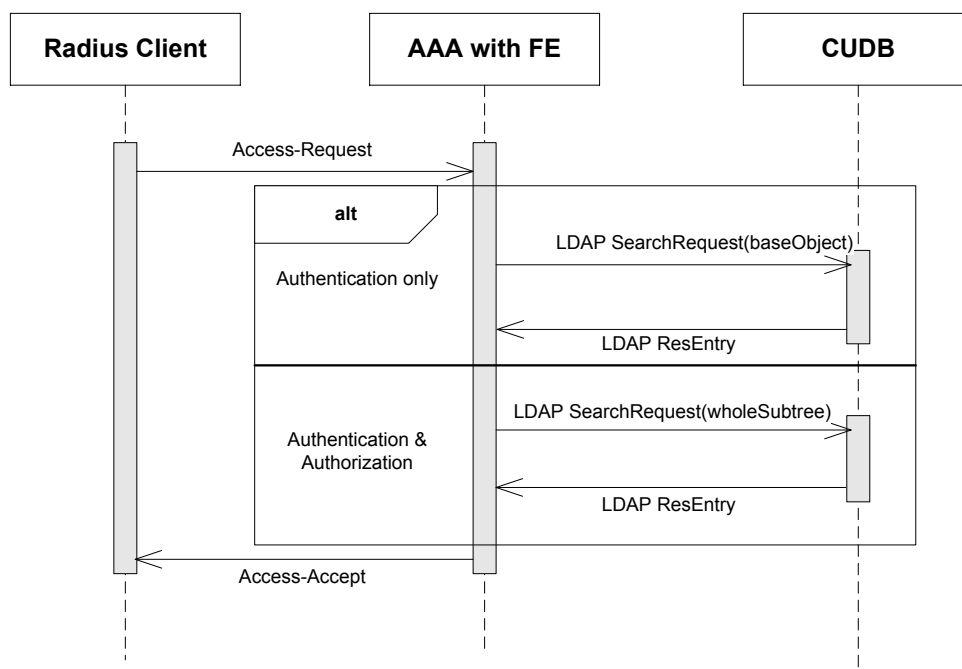 Radius Client
AAA with FE
CUDB
Access-Request
alt
LDAP SearchRequest(baseObject)
Authentication only
LDAP ResEntry
LDAP SearchRequest(wholeSubtree)
Authentication &
Authorization
LDAP ResEntry
Access-Accept